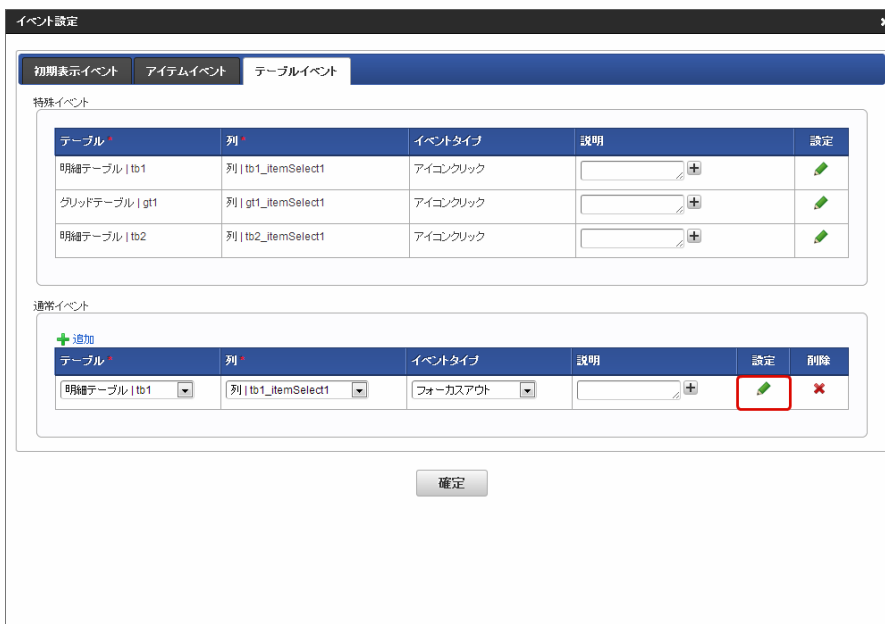 イベント設定
初期表示イベント アイテムイベント テーブルイベント
特殊イベント
テーブル * 列 * イベントタイプ 説明 設定
明細テーブル | tb1 列 | tb1_itemSelect1 アイコンクリック
グリッドテーブル | gt1 列 | gt1_itemSelect1 アイコンクリック
明細テーブル | tb2 列 | tb2_itemSelect1 アイコンクリック
通常イベント
追加
テーブル * 列 * イベントタイプ 説明 設定 削除
明細テーブル | tb1 列 | tb1_itemSelect1 フォーカスアウト
確定